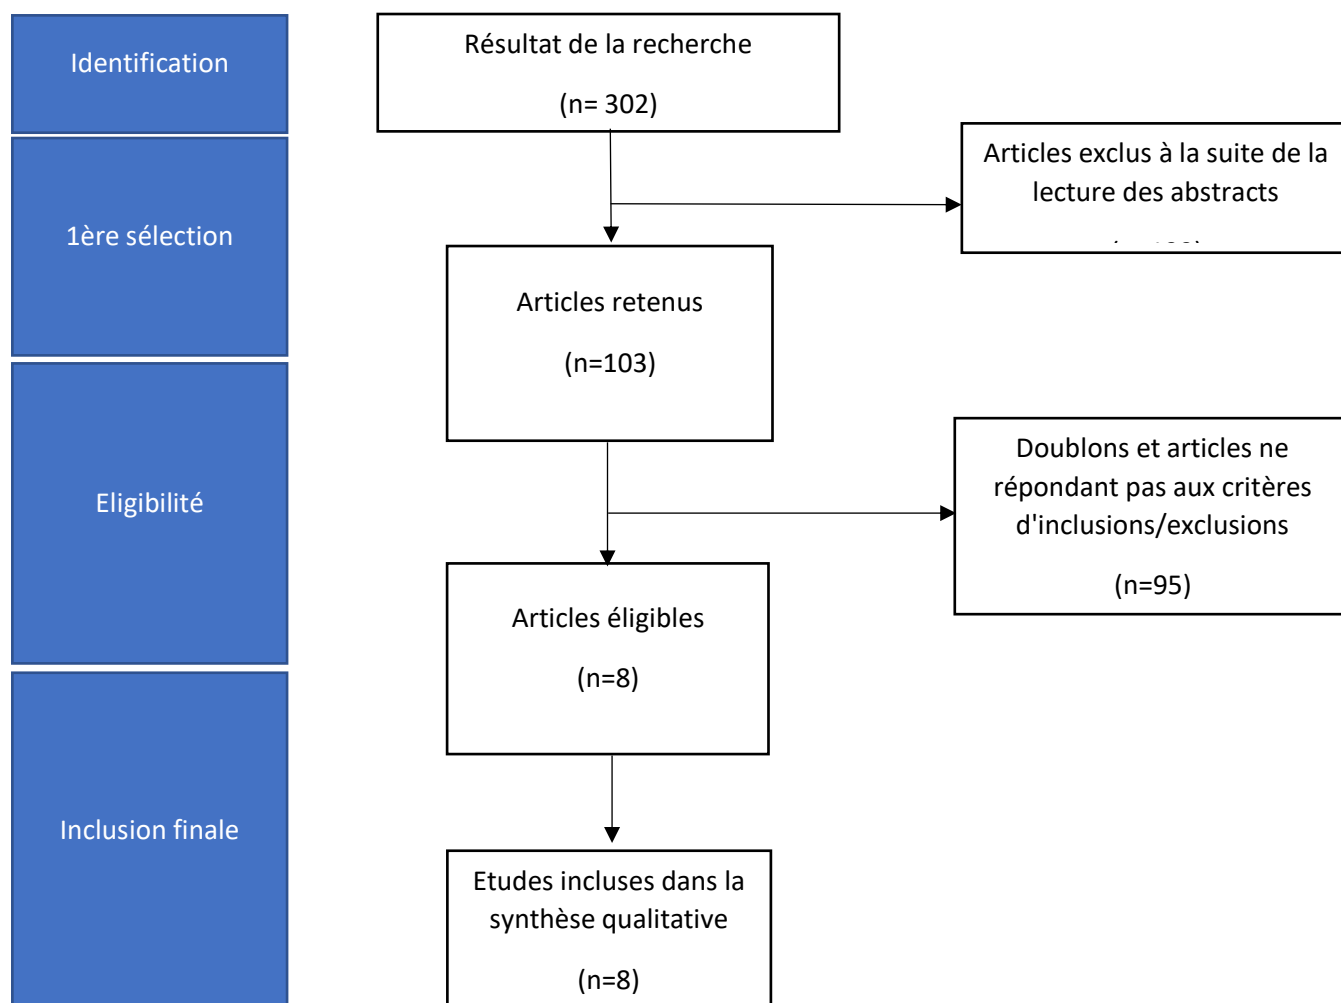 Identification
Résultat de la recherche
(n= 302)
1ère sélection
Articles exclus à la suite de la
lecture des abstracts
Articles retenus
(n=103)
Eligibilité
Doublons et articles ne
répondant pas aux critères
d'inclusions/exclusions
(n=95)
Articles éligibles
(n=8)
Inclusion finale
Etudes incluses dans la
synthèse qualitative
(n=8)